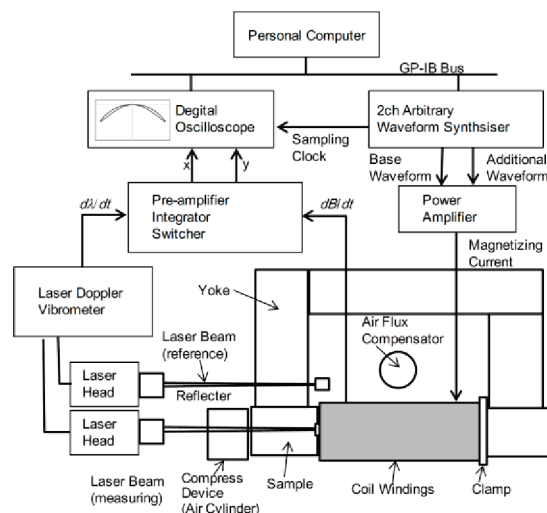 Personal Computer
GP-IB Bus
Degital
Oscilloscope
2ch Arbitrary
Waveform Synthsiser
Sampling
Clock
Base
Waveform
Additional
Waveform
x
y
Pre-amplifier
Integrator
Switcher
Power
Amplifier
dλ/dt
dB/dt
Magnetizing
Current
Laser Doppler
Vibrometer
Yoke
Laser Beam
(reference)
Air Flux
Compensator
Laser
Head
Reflecter
Laser
Head
Laser Beam
(measuring)
Compress
Device
(Air Cylinder)
Sample
Coil Windings
Clamp